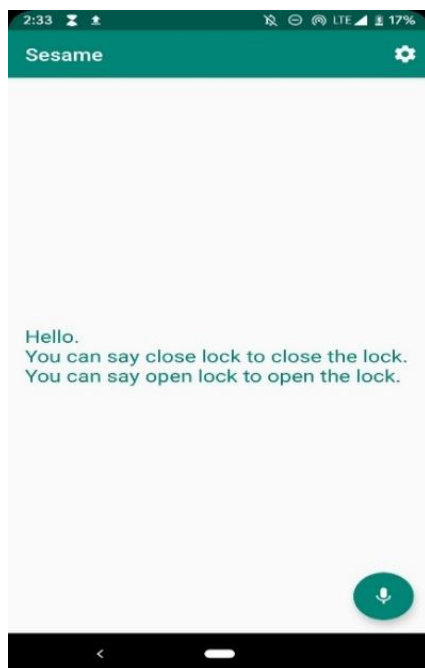 2:33 LTE 17%
Sesame
Hello.
You can say close lock to close the lock.
You can say open lock to open the lock.